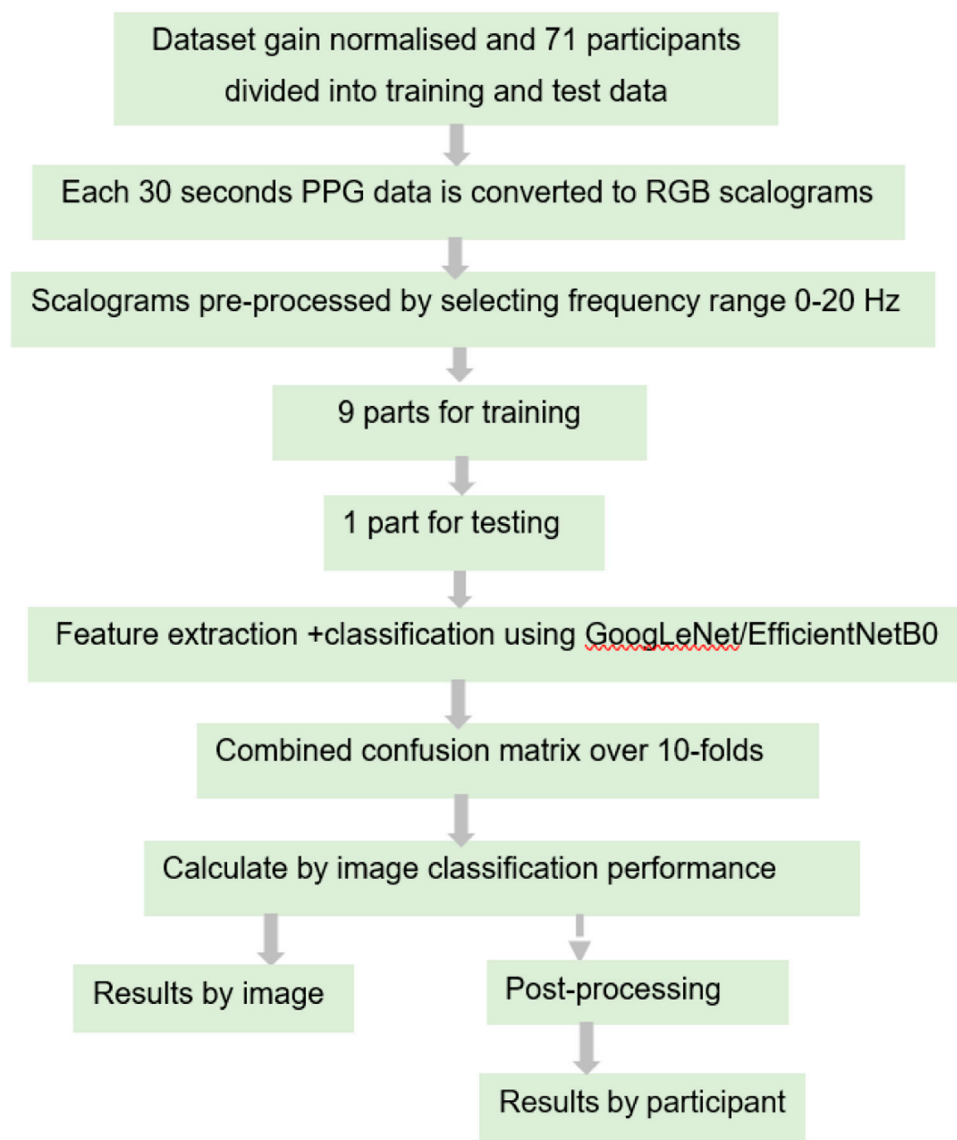 Dataset gain normalised and 71 participants
divided into training and test data
Each 30 seconds PPG data is converted to RGB scalograms
Scalograms pre-processed by selecting frequency range 0-20 Hz
9 parts for training
1 part for testing
Feature extraction +classification using GoogLeNet/EfficientNetB0
Combined confusion matrix over 10-folds
Calculate by image classification performance
Results by image
Post-processing
Results by participant